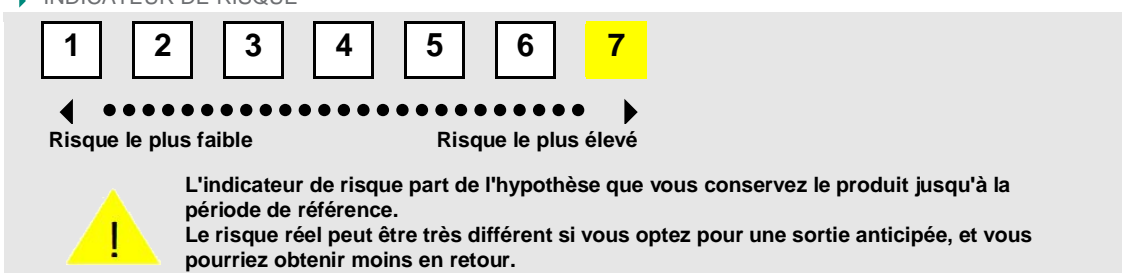 INDICATEUR DE RISQUE
1 2 3 4 5 6 7
Risque le plus faible Risque le plus élevé
L'indicateur de risque part de l'hypothèse que vous conservez le produit jusqu'à la
période de référence.
! Le risque réel peut être très différent si vous optez pour une sortie anticipée, et vous
pourriez obtenir moins en retour.